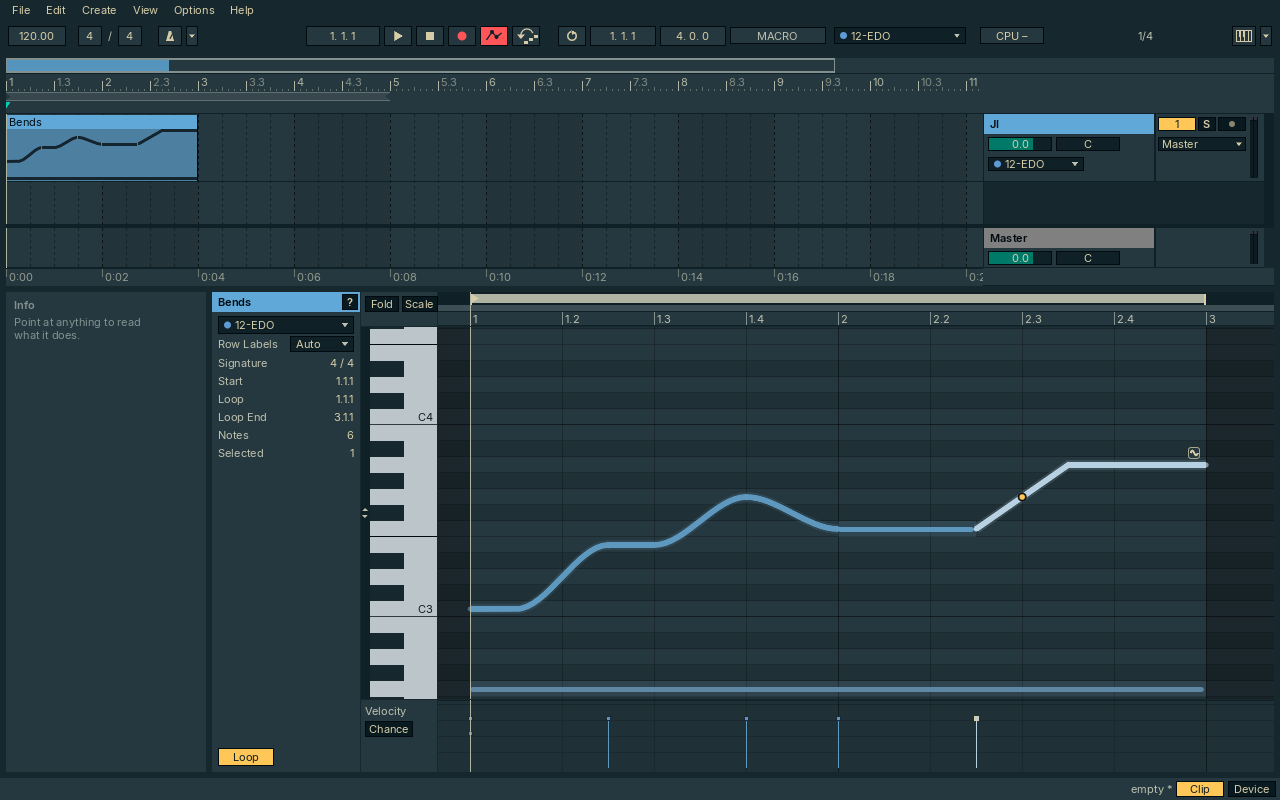 File Edit Create View Options Help
120.00 4 / 4 1. 1. 1 1. 1. 1 4. 0. 0 MACRO 12-EDO CPU – 1/4
1 1.3 2 2.3 3 3.3 4 4.3 5 5.3 6 6.3 7 7.3 8 8.3 9 9.3 10 10.3 11
Bends
JI 1 S
0.0 C Master
12-EDO
Master
0.0 C
0:00 0:02 0:04 0:06 0:08 0:10 0:12 0:14 0:16 0:18
Info
Point at anything to read
what it does.
Bends ?
12-EDO
Row Labels Auto
Signature 4 / 4
Start 1.1.1
Loop 1.1.1
Loop End 3.1.1
Notes 6
Selected 1
Loop
Fold Scale
1 1.2 1.3 1.4 2 2.2 2.3 2.4 3
C4
C3
Velocity
Chance
empty * Clip Device